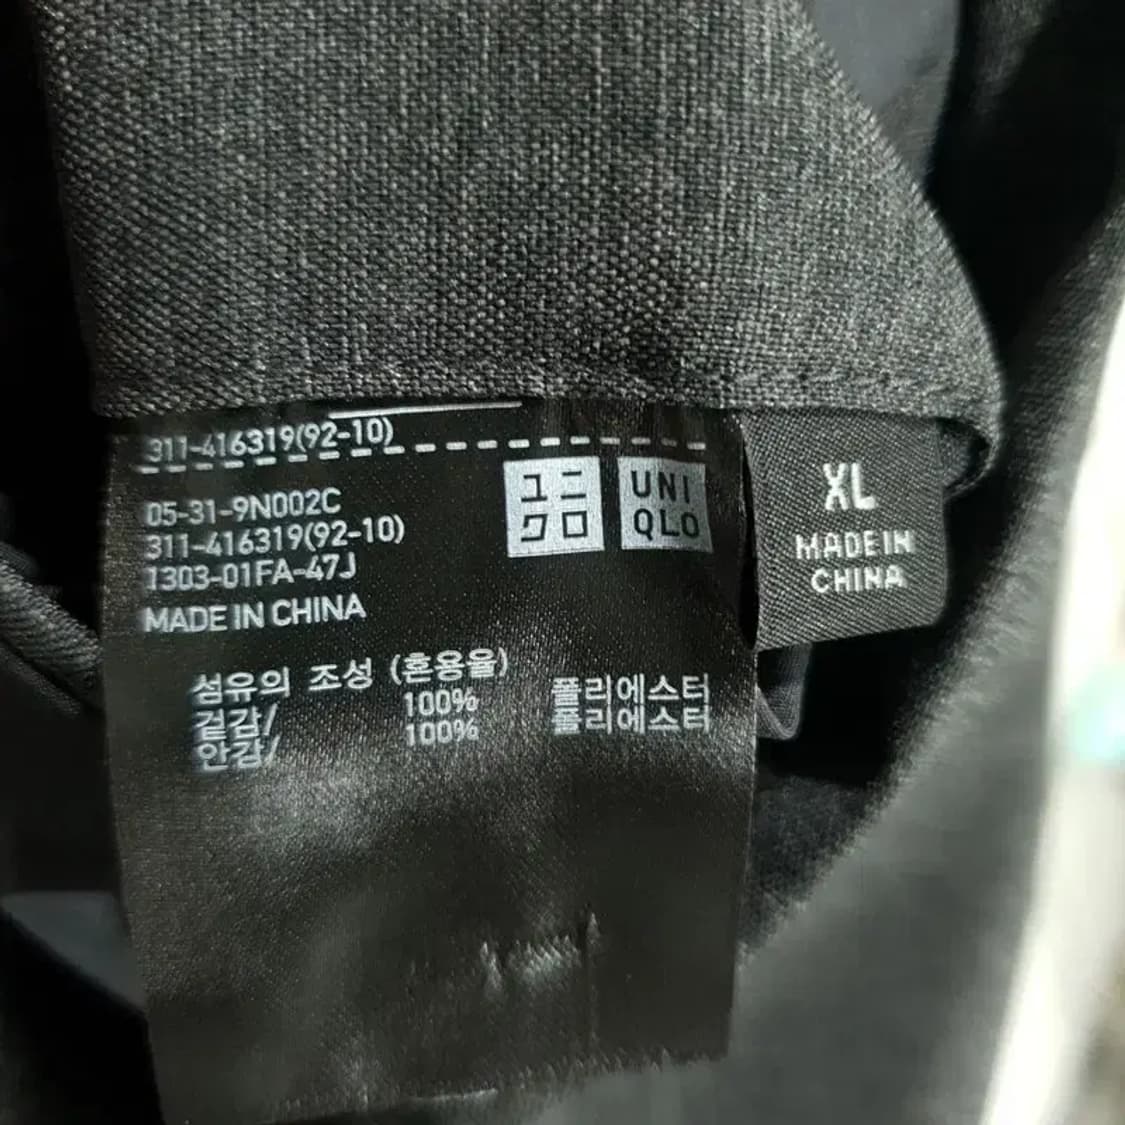 311-416319(92-10)
05-31-9N002C
311-416319(92-10)
1303-01FA-47J
MADE IN CHINA
ユニ
クロ
UNI
QLO
XL
MADE IN
CHINA
섬유의 조성 (혼용율)
겉감/ 100% 폴리에스터
안감/ 100% 폴리에스터